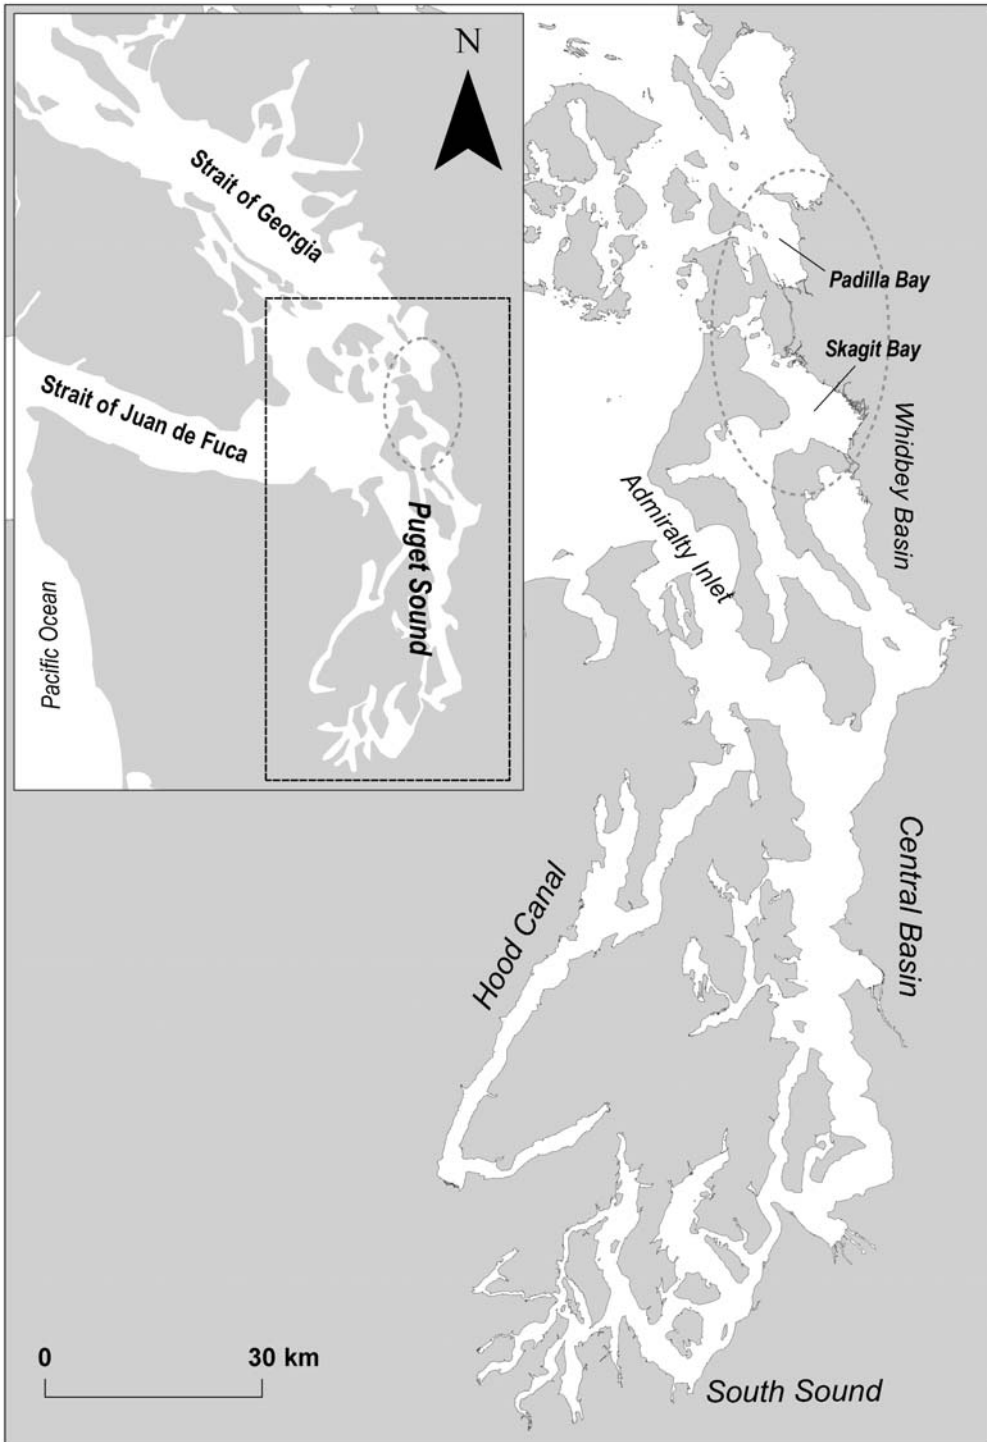 N
Strait of Georgia
Strait of Juan de Fuca
Puget Sound
Pacific Ocean
Padilla Bay
Skagit Bay
Whidbey Basin
Admiralty Inlet
Hood Canal
Central Basin
South Sound
0 30 km